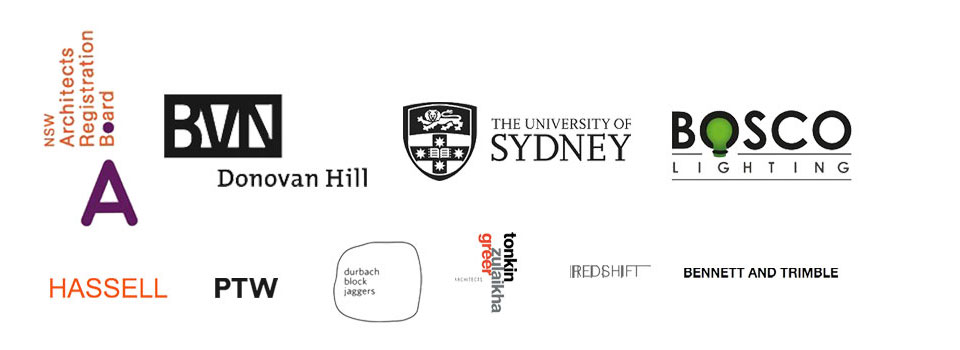 NSW
Architects
Registration
Board
A
BVN
Donovan Hill
THE UNIVERSITY OF
SYDNEY
BOSCO
LIGHTING
HASSELL
PTW
durbach
block
jaggers
tonkin
zulaikha
greer
ARCHITECTS
REDSHIFT
BENNETT AND TRIMBLE